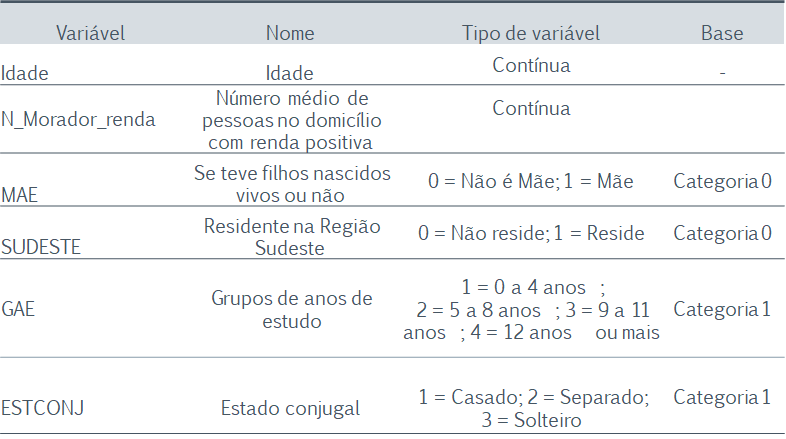 Variável Nome Tipo de variável Base
Idade Idade Contínua -
N_Morador_renda Número médio de pessoas no domicílio com renda positiva Contínua
MAE Se teve filhos nascidos vivos ou não 0 = Não é Mãe; 1 = Mãe Categoria 0
SUDESTE Residente na Região Sudeste 0 = Não reside; 1 = Reside Categoria 0
GAE Grupos de anos de estudo 1 = 0 a 4 anos ; 2 = 5 a 8 anos ; 3 = 9 a 11 anos ; 4 = 12 anos ou mais Categoria 1
ESTCONJ Estado conjugal 1 = Casado; 2 = Separado; 3 = Solteiro Categoria 1